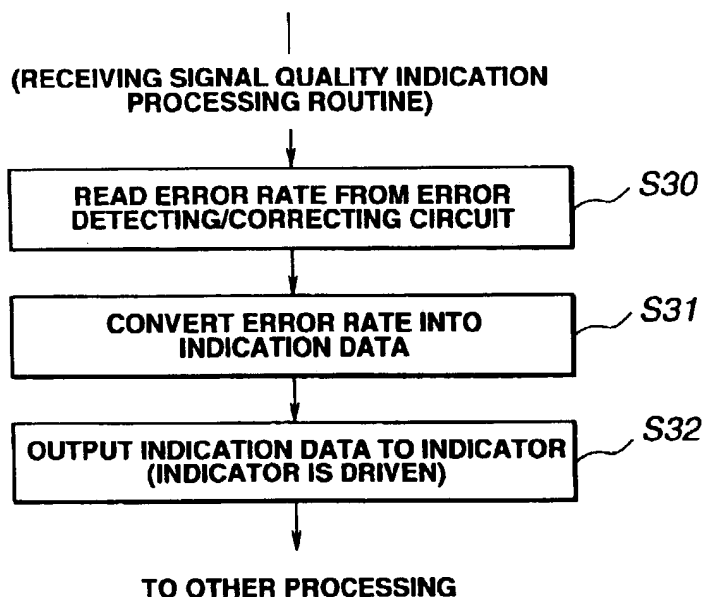 (RECEIVING SIGNAL QUALITY INDICATION
PROCESSING ROUTINE)
READ ERROR RATE FROM ERROR
DETECTING/CORRECTING CIRCUIT
S30
CONVERT ERROR RATE INTO
INDICATION DATA
S31
OUTPUT INDICATION DATA TO INDICATOR
(INDICATOR IS DRIVEN)
S32
TO OTHER PROCESSING